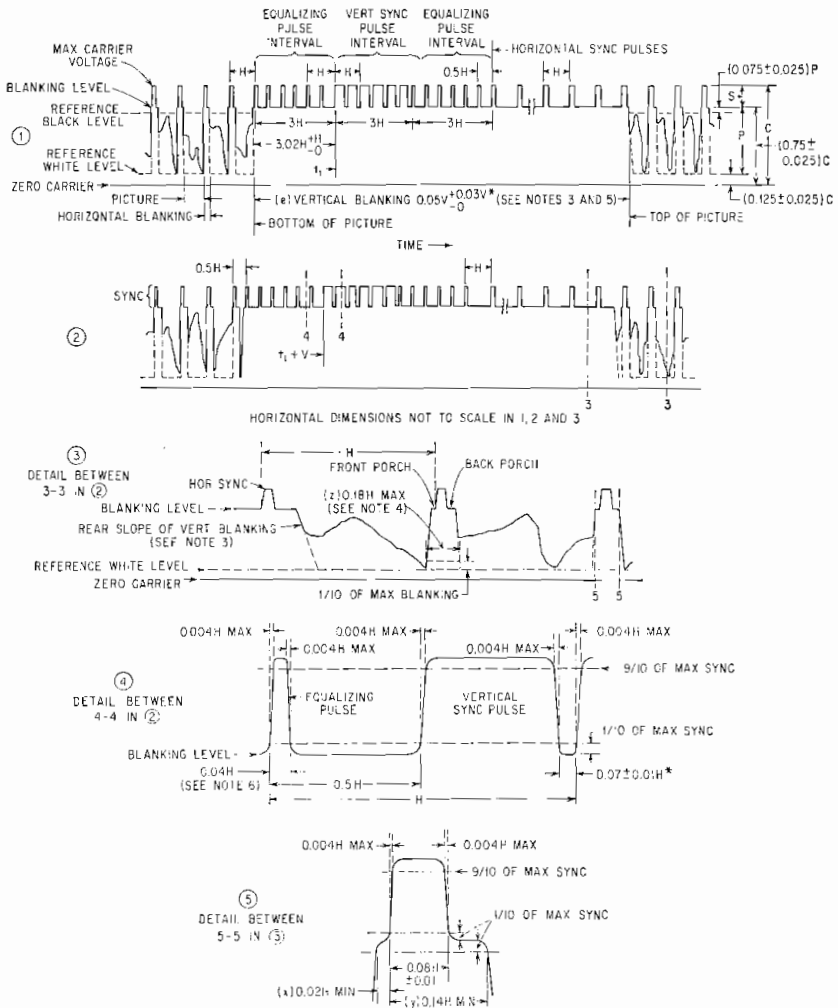 EQUALIZING PULSE INTERVAL
VERT SYNC PULSE INTERVAL
EQUALIZING PULSE INTERVAL
HORIZONTAL SYNC PULSES
MAX CARRIER VOLTAGE
BLANKING LEVEL
REFERENCE BLACK LEVEL
①
REFERENCE WHITE LEVEL
ZERO CARRIER
PICTURE
HORIZONTAL BLANKING
H
H
H
0.5H
H
3H
3H
3H
t₁
S
P
C
(0.075±0.025)P
(0.75±0.025)C
(0.125±0.025)C
VERTICAL BLANKING 0.05V +0.03V* -0 (SEE NOTES 3 AND 5)
BOTTOM OF PICTURE
TOP OF PICTURE
TIME
0.5H
H
SYNC
②
4 4
t₁ + V
3 3
HORIZONTAL DIMENSIONS NOT TO SCALE IN 1, 2 AND 3
③
DETAIL BETWEEN
3-3 IN ②
H
HOR SYNC
FRONT PORCH
BACK PORCH
BLANKING LEVEL
(z) 0.18H MAX
(SEE NOTE 4)
REAR SLOPE OF VERT BLANKING
(SEE NOTE 3)
REFERENCE WHITE LEVEL
ZERO CARRIER
1/10 OF MAX BLANKING
5 5
0.004H MAX
0.004H MAX
0.004H MAX
0.004H MAX
0.004H MAX
9/10 OF MAX SYNC
④
DETAIL BETWEEN
4-4 IN ②
EQUALIZING PULSE
VERTICAL SYNC PULSE
1/10 OF MAX SYNC
BLANKING LEVEL
0.04H
(SEE NOTE 6)
0.5H
H
0.07±0.01H*
0.004H MAX
0.004H MAX
9/10 OF MAX SYNC
⑤
DETAIL BETWEEN
5-5 IN ③
1/10 OF MAX SYNC
0.08H
±0.01
(x) 0.02H MIN
(y) 0.14H MIN